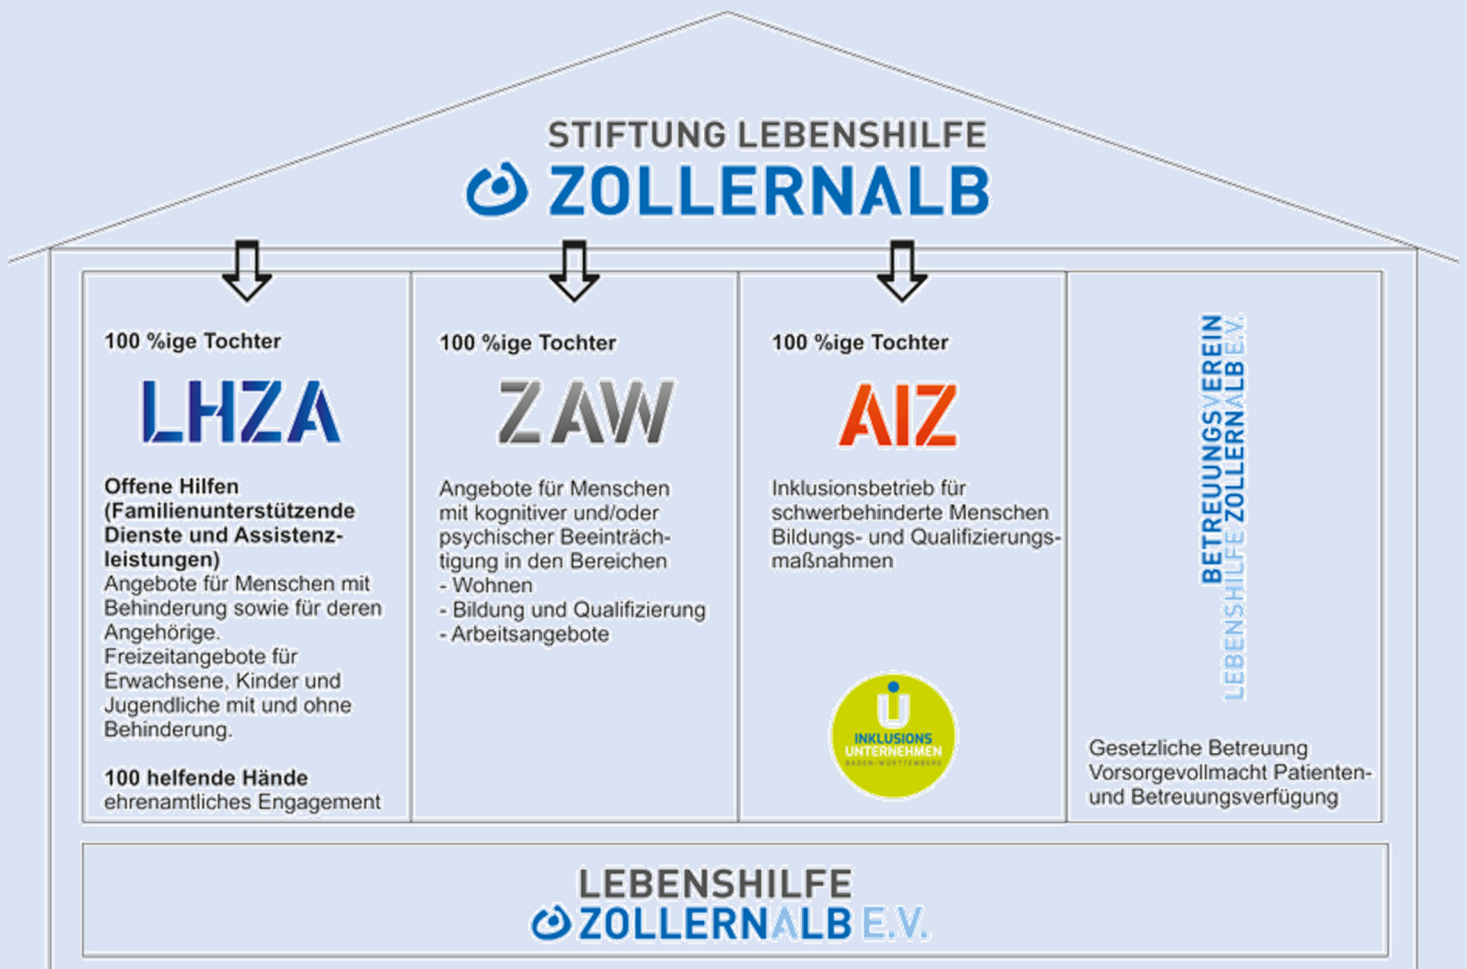 STIFTUNG LEBENSHILFE
ZOLLERNALB
100 %ige Tochter
LHZA
Offene Hilfen
(Familienunterstützende
Dienste und Assistenz-
leistungen)
Angebote für Menschen mit
Behinderung sowie für deren
Angehörige.
Freizeitangebote für
Erwachsene, Kinder und
Jugendliche mit und ohne
Behinderung.
100 helfende Hände
ehrenamtliches Engagement
100 %ige Tochter
ZAW
Angebote für Menschen
mit kognitiver und/oder
psychischer Beeinträch-
tigung in den Bereichen
- Wohnen
- Bildung und Qualifizierung
- Arbeitsangebote
100 %ige Tochter
AIZ
Inklusionsbetrieb für
schwerbehinderte Menschen
Bildungs- und Qualifizierungs-
maßnahmen
INKLUSIONS
UNTERNEHMEN
BADEN-WÜRTTEMBERG
BETREUUNGSVEREIN
LEBENSHILFE ZOLLERNALB E.V.
Gesetzliche Betreuung
Vorsorgevollmacht Patienten-
und Betreuungsverfügung
LEBENSHILFE
ZOLLERNALB E.V.